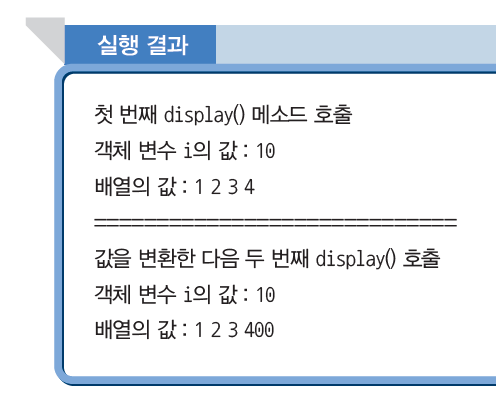 실행 결과
첫 번째 display() 메소드 호출
객체 변수 i의 값 : 10
배열의 값 : 1 2 3 4
==============================
값을 변환한 다음 두 번째 display() 호출
객체 변수 i의 값 : 10
배열의 값 : 1 2 3 400